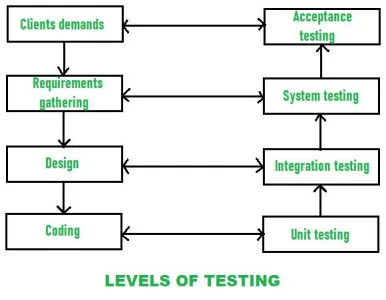 Clients demands
Acceptance
testing
Requirements
gathering
System testing
Design
Integration testing
Coding
Unit testing
LEVELS OF TESTING